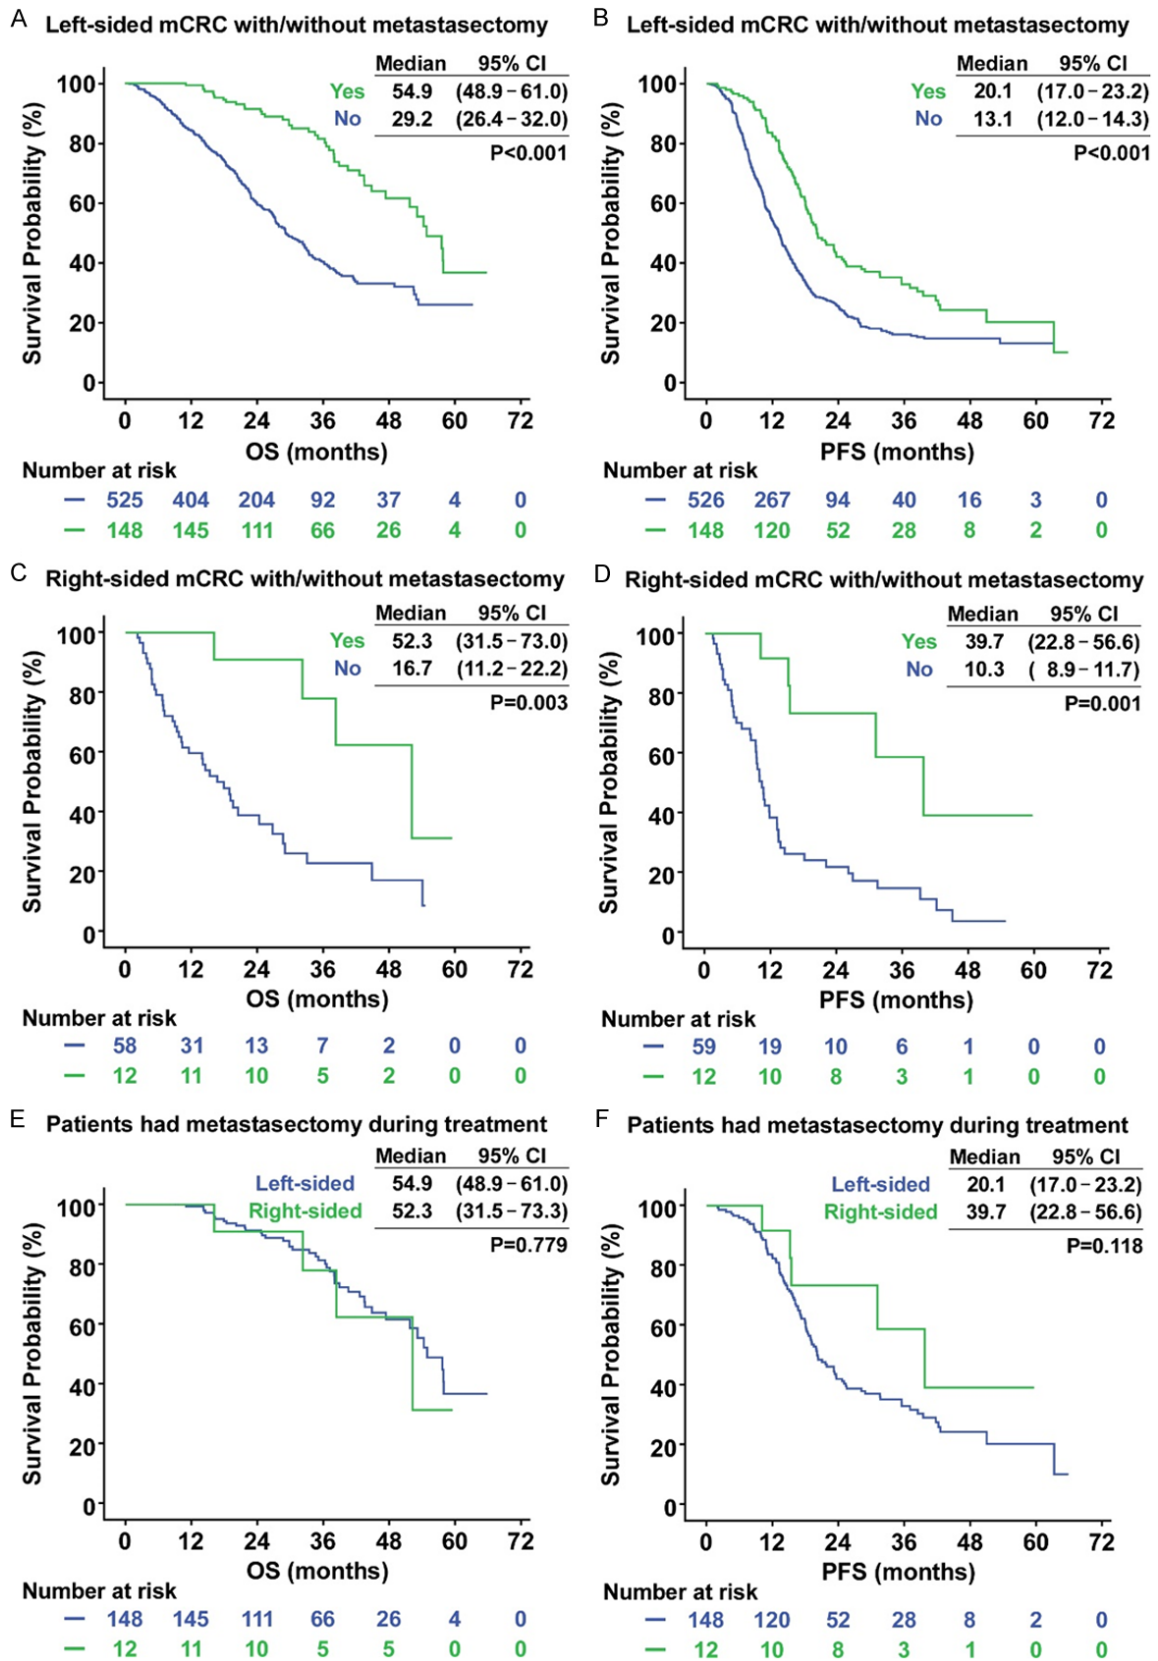 A Left-sided mCRC with/without metastasectomy
Median 95% CI
Yes 54.9 (48.9–61.0)
No 29.2 (26.4–32.0)
P<0.001
Survival Probability (%)
100
80
60
40
20
0
0 12 24 36 48 60 72
OS (months)
Number at risk
525 404 204 92 37 4 0
148 145 111 66 26 4 0
B Left-sided mCRC with/without metastasectomy
Median 95% CI
Yes 20.1 (17.0–23.2)
No 13.1 (12.0–14.3)
P<0.001
Survival Probability (%)
100
80
60
40
20
0
0 12 24 36 48 60 72
PFS (months)
Number at risk
526 267 94 40 16 3 0
148 120 52 28 8 2 0
C Right-sided mCRC with/without metastasectomy
Median 95% CI
Yes 52.3 (31.5–73.0)
No 16.7 (11.2–22.2)
P=0.003
Survival Probability (%)
100
80
60
40
20
0
0 12 24 36 48 60 72
OS (months)
Number at risk
58 31 13 7 2 0 0
12 11 10 5 2 0 0
D Right-sided mCRC with/without metastasectomy
Median 95% CI
Yes 39.7 (22.8–56.6)
No 10.3 ( 8.9–11.7)
P=0.001
Survival Probability (%)
100
80
60
40
20
0
0 12 24 36 48 60 72
PFS (months)
Number at risk
59 19 10 6 1 0 0
12 10 8 3 1 0 0
E Patients had metastasectomy during treatment
Median 95% CI
Left-sided 54.9 (48.9–61.0)
Right-sided 52.3 (31.5–73.3)
P=0.779
Survival Probability (%)
100
80
60
40
20
0
0 12 24 36 48 60 72
OS (months)
Number at risk
148 145 111 66 26 4 0
12 11 10 5 5 0 0
F Patients had metastasectomy during treatment
Median 95% CI
Left-sided 20.1 (17.0–23.2)
Right-sided 39.7 (22.8–56.6)
P=0.118
Survival Probability (%)
100
80
60
40
20
0
0 12 24 36 48 60 72
PFS (months)
Number at risk
148 120 52 28 8 2 0
12 10 8 3 1 0 0